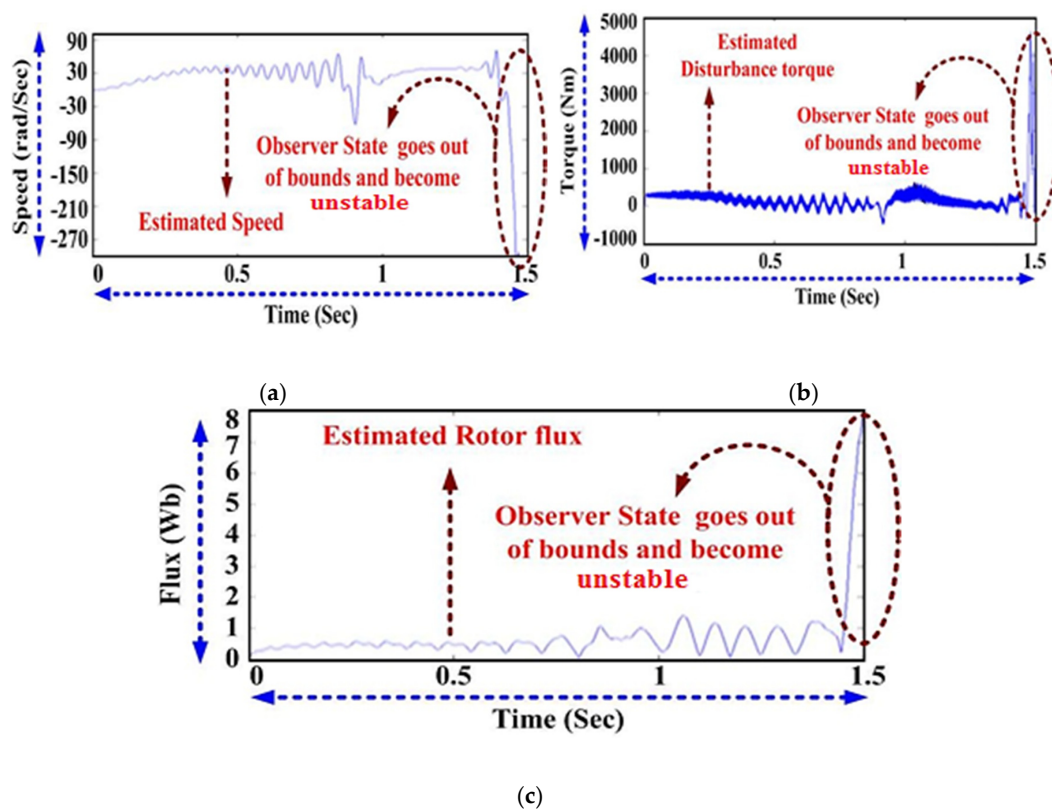 Speed (rad/Sec)
90
30
-30
-90
-150
-210
-270
Observer State goes out
of bounds and become
unstable
Estimated Speed
0
0.5
1
1.5
Time (Sec)
(a)
Torque (Nm)
5000
4000
3000
2000
1000
0
-1000
Estimated
Disturbance torque
Observer State goes out
of bounds and become
unstable
0
0.5
1
1.5
Time (Sec)
(b)
Flux (Wb)
8
7
6
5
4
3
2
1
0
Estimated Rotor flux
Observer State goes out
of bounds and become
unstable
0
0.5
1
1.5
Time (Sec)
(c)